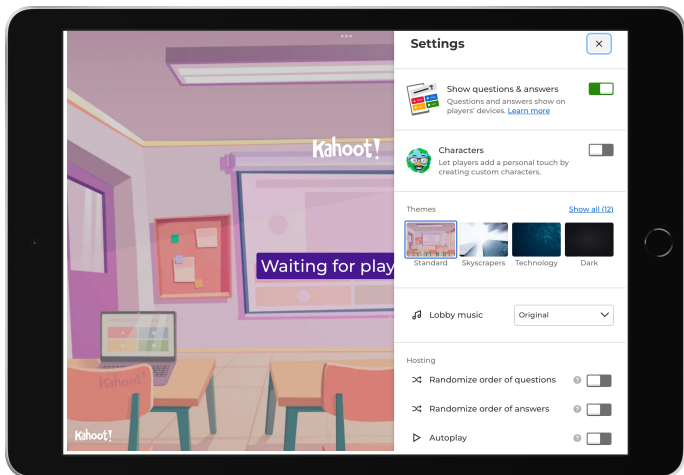 Settings
Show questions & answers
Questions and answers show on
players' devices. Learn more
Characters
Let players add a personal touch by
creating custom characters.
Themes
Show all (12)
Standard
Skyscrapers
Technology
Dark
Lobby music
Original
Hosting
Randomize order of questions
Randomize order of answers
Autoplay
Kahoot!
Waiting for play
Kahoot!
Kahoot!